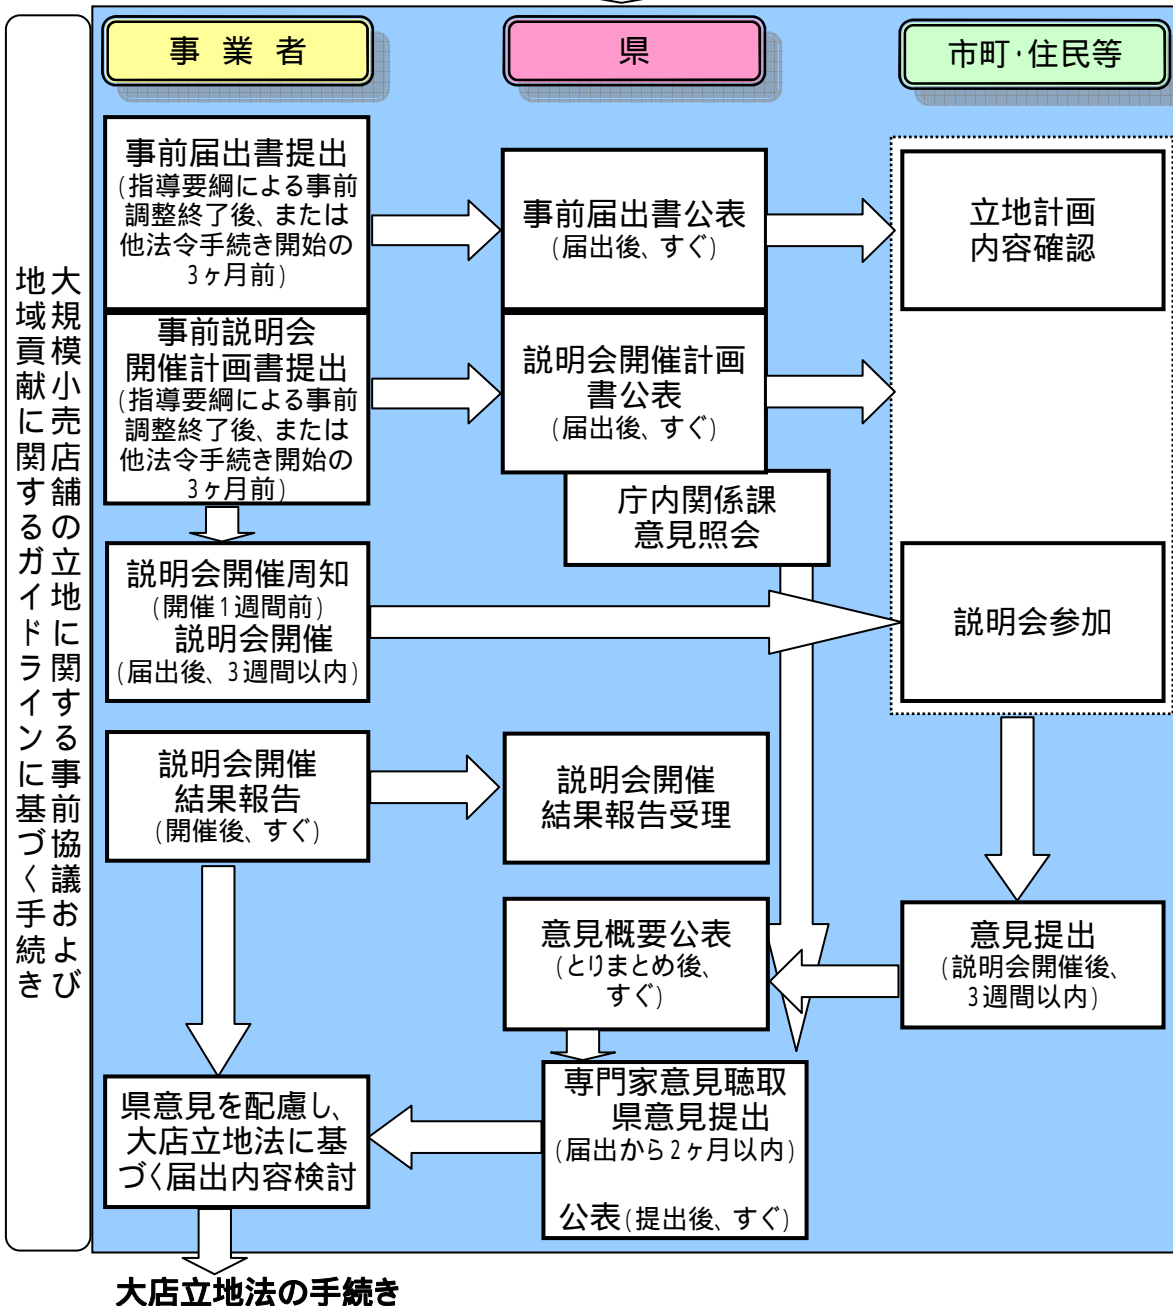 大規模小売店舗の立地に関する事前協議および
地域貢献に関するガイドラインに基づく手続き
事業者
県
市町・住民等
事前届出書提出
(指導要綱による事前
調整終了後、または
他法令手続き開始の
3ヶ月前)
事前届出書公表
(届出後、すぐ)
立地計画
内容確認
事前説明会
開催計画書提出
(指導要綱による事前
調整終了後、または
他法令手続き開始の
3ヶ月前)
説明会開催計画
書公表
(届出後、すぐ)
庁内関係課
意見照会
説明会開催周知
(開催1週間前)
説明会開催
(届出後、3週間以内)
説明会参加
説明会開催
結果報告
(開催後、すぐ)
説明会開催
結果報告受理
意見概要公表
(とりまとめ後、
すぐ)
意見提出
(説明会開催後、
3週間以内)
県意見を配慮し、
大店立地法に基
づく届出内容検討
専門家意見聴取
県意見提出
(届出から2ヶ月以内)
公表(提出後、すぐ)
大店立地法の手続き